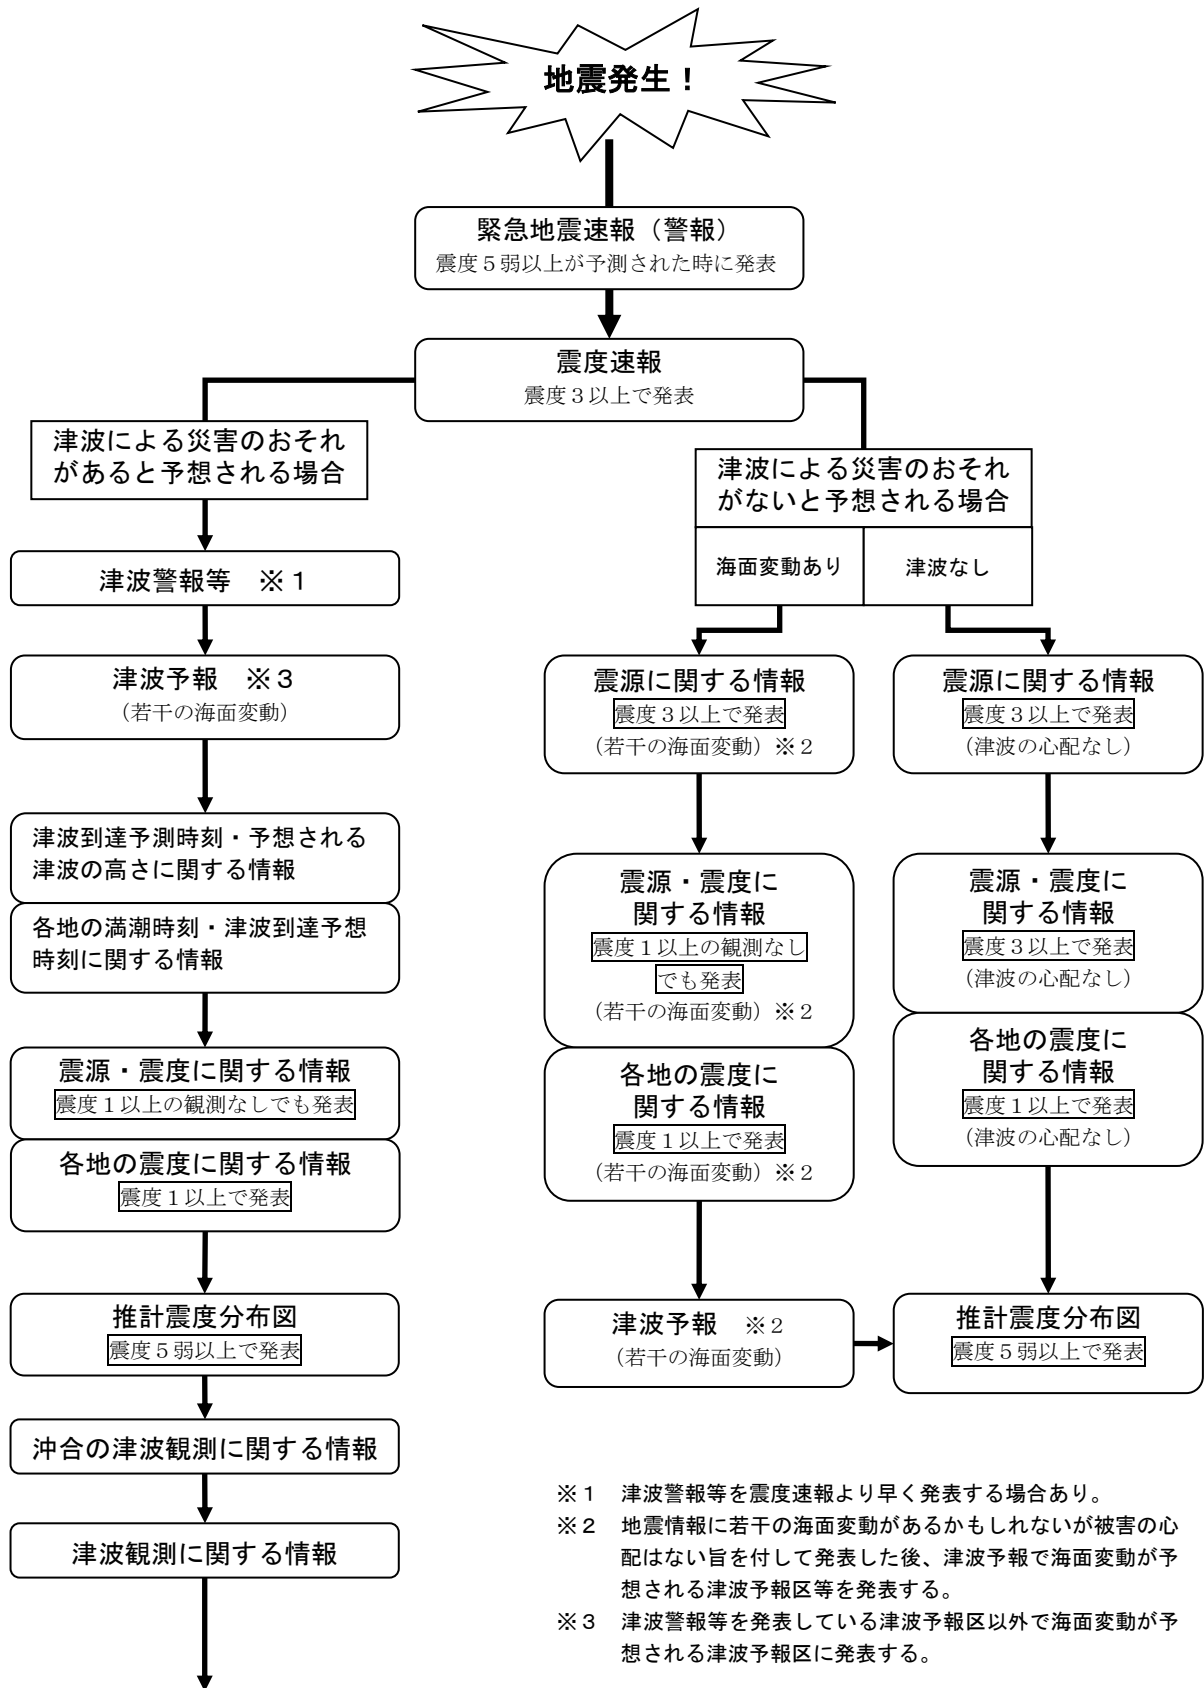 地震発生！
緊急地震速報（警報）
震度５弱以上が予測された時に発表
震度速報
震度３以上で発表
津波による災害のおそれ
があると予想される場合
津波警報等　※１
津波予報　※３
（若干の海面変動）
津波到達予測時刻・予想される
津波の高さに関する情報
各地の満潮時刻・津波到達予想
時刻に関する情報
震源・震度に関する情報
震度１以上の観測なしでも発表
各地の震度に関する情報
震度１以上で発表
推計震度分布図
震度５弱以上で発表
沖合の津波観測に関する情報
津波観測に関する情報
津波による災害のおそれ
がないと予想される場合
海面変動あり
津波なし
震源に関する情報
震度３以上で発表
（若干の海面変動）※２
震源・震度に
関する情報
震度１以上の観測なし
でも発表
（若干の海面変動）※２
各地の震度に
関する情報
震度１以上で発表
（若干の海面変動）※２
津波予報　※２
（若干の海面変動）
震源に関する情報
震度３以上で発表
（津波の心配なし）
震源・震度に
関する情報
震度３以上で発表
（津波の心配なし）
各地の震度に
関する情報
震度１以上で発表
（津波の心配なし）
推計震度分布図
震度５弱以上で発表
※１　津波警報等を震度速報より早く発表する場合あり。
※２　地震情報に若干の海面変動があるかもしれないが被害の心
配はない旨を付して発表した後、津波予報で海面変動が予
想される津波予報区等を発表する。
※３　津波警報等を発表している津波予報区以外で海面変動が予
想される津波予報区に発表する。